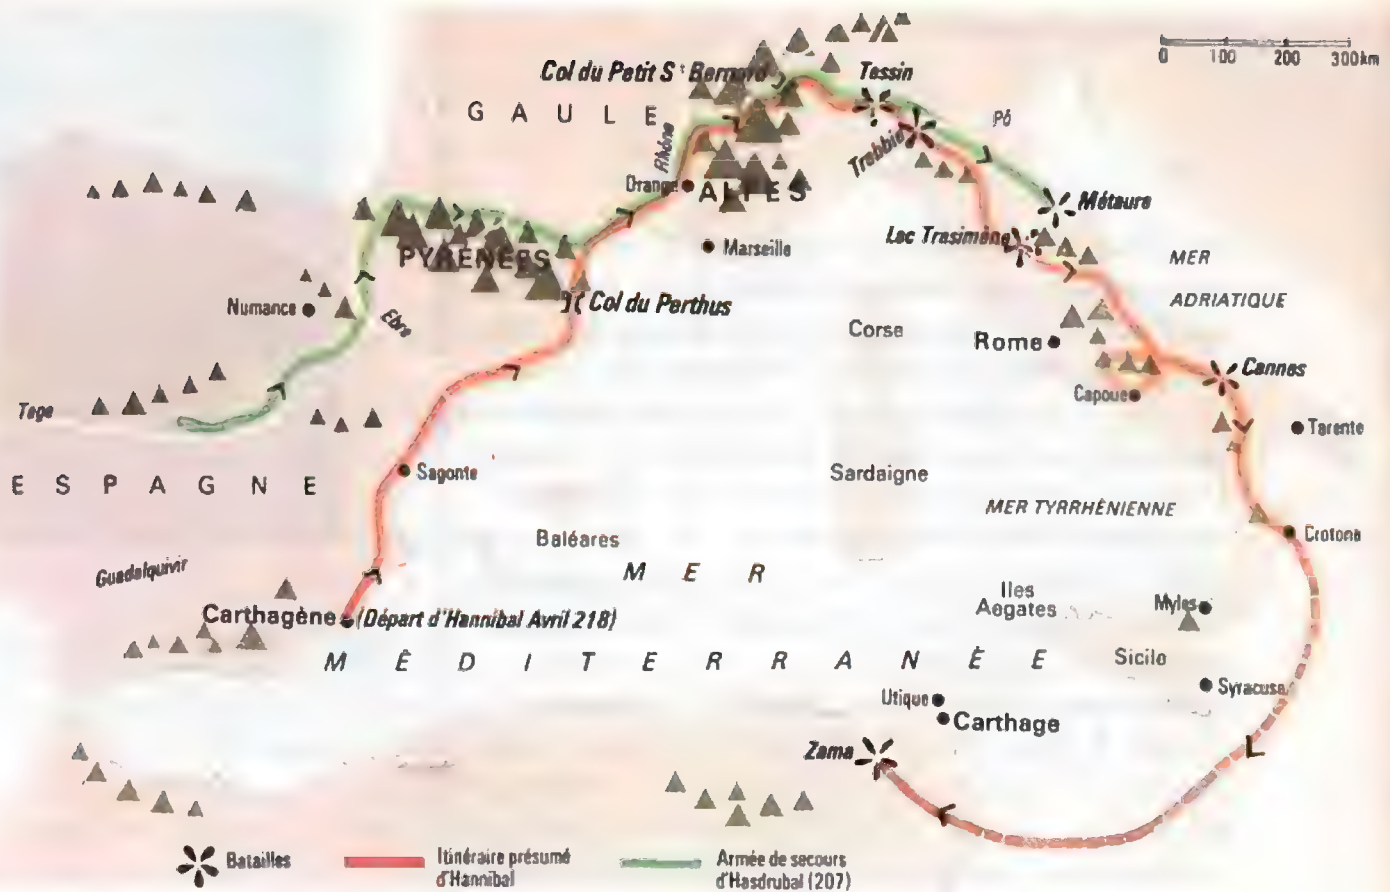 0 100 200 300km
Col du Petit St Bernard
Tessin
GAULE
Pô
Rhône
Trebbia
Orange
ALPES
Métaure
Lac Trasimène
Marseille
PYRÉNÉES
MER
ADRIATIQUE
Col du Perthus
Numance
Ebre
Corse
Rome
Cannes
Capoue
Tage
Tarente
Sagonte
Sardaigne
ESPAGNE
MER TYRRHÉNIENNE
Crotone
Baléares
Guadalquivir
MER
Iles
Aegates
Myles
Carthagène
(Départ d'Hannibal Avril 218)
MÉDITERRANÉE
Sicile
Syracuse
Utique
Carthage
Zama
Batailles
Itinéraire présumé
d'Hannibal
Armée de secours
d'Hasdrubal (207)